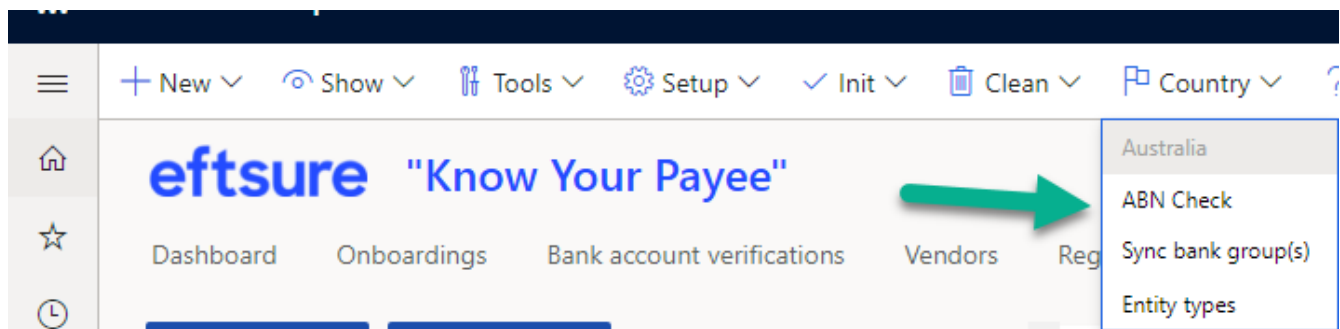 New Show Tools Setup Init Clean Country ?
eftsure "Know Your Payee"
Dashboard Onboardings Bank account verifications Vendors Reg
Australia
ABN Check
Sync bank group(s)
Entity types